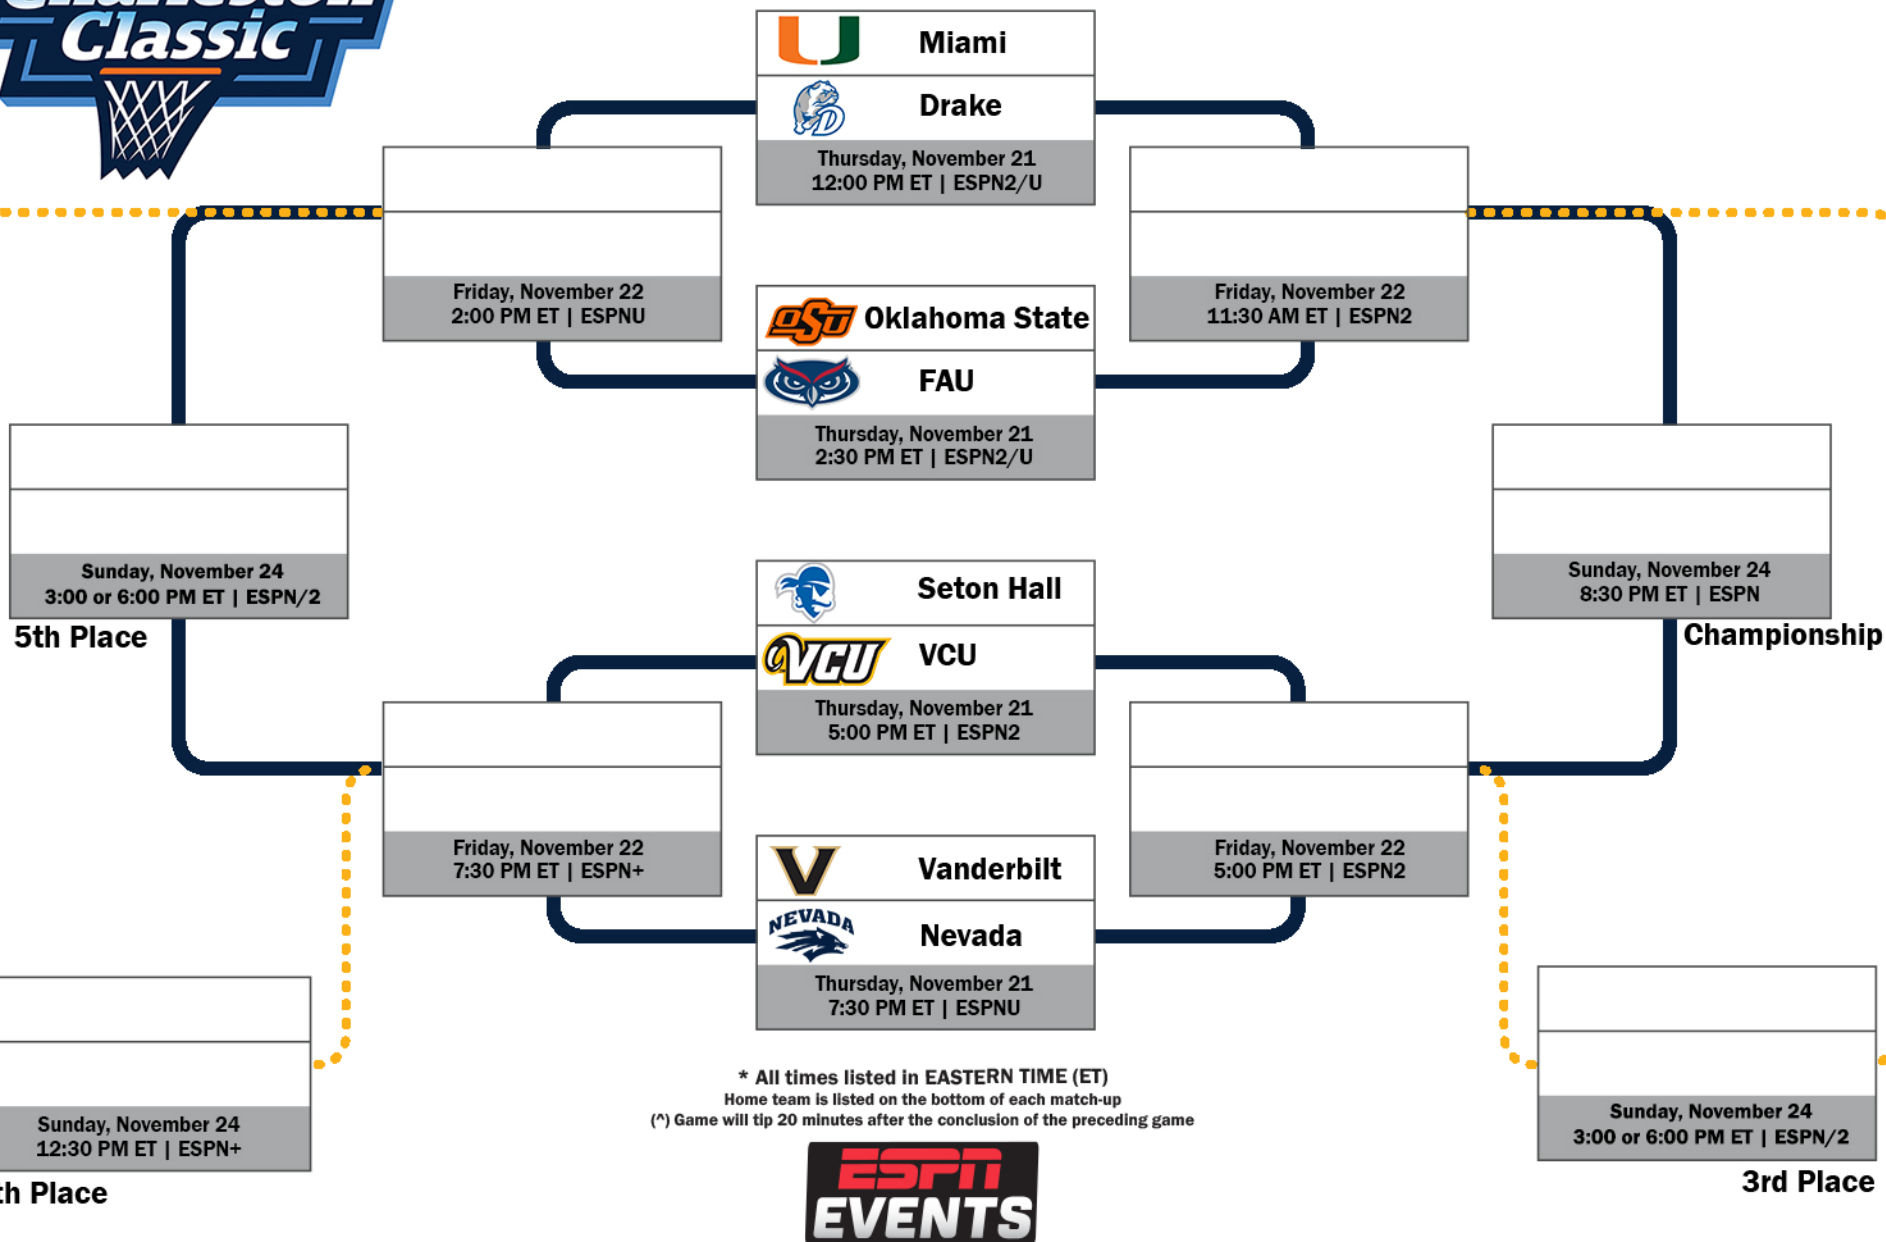 Classic
Miami
Drake
Thursday, November 21
12:00 PM ET | ESPN2/U
Friday, November 22
2:00 PM ET | ESPNU
Friday, November 22
11:30 AM ET | ESPN2
OSU Oklahoma State
FAU
Thursday, November 21
2:30 PM ET | ESPN2/U
Sunday, November 24
3:00 or 6:00 PM ET | ESPN/2
5th Place
Sunday, November 24
8:30 PM ET | ESPN
Championship
Seton Hall
VCU VCU
Thursday, November 21
5:00 PM ET | ESPN2
Friday, November 22
7:30 PM ET | ESPN+
Friday, November 22
5:00 PM ET | ESPN2
V Vanderbilt
NEVADA Nevada
Thursday, November 21
7:30 PM ET | ESPNU
Sunday, November 24
12:30 PM ET | ESPN+
th Place
Sunday, November 24
3:00 or 6:00 PM ET | ESPN/2
3rd Place
* All times listed in EASTERN TIME (ET)
Home team is listed on the bottom of each match-up
(^) Game will tip 20 minutes after the conclusion of the preceding game
ESPN
EVENTS